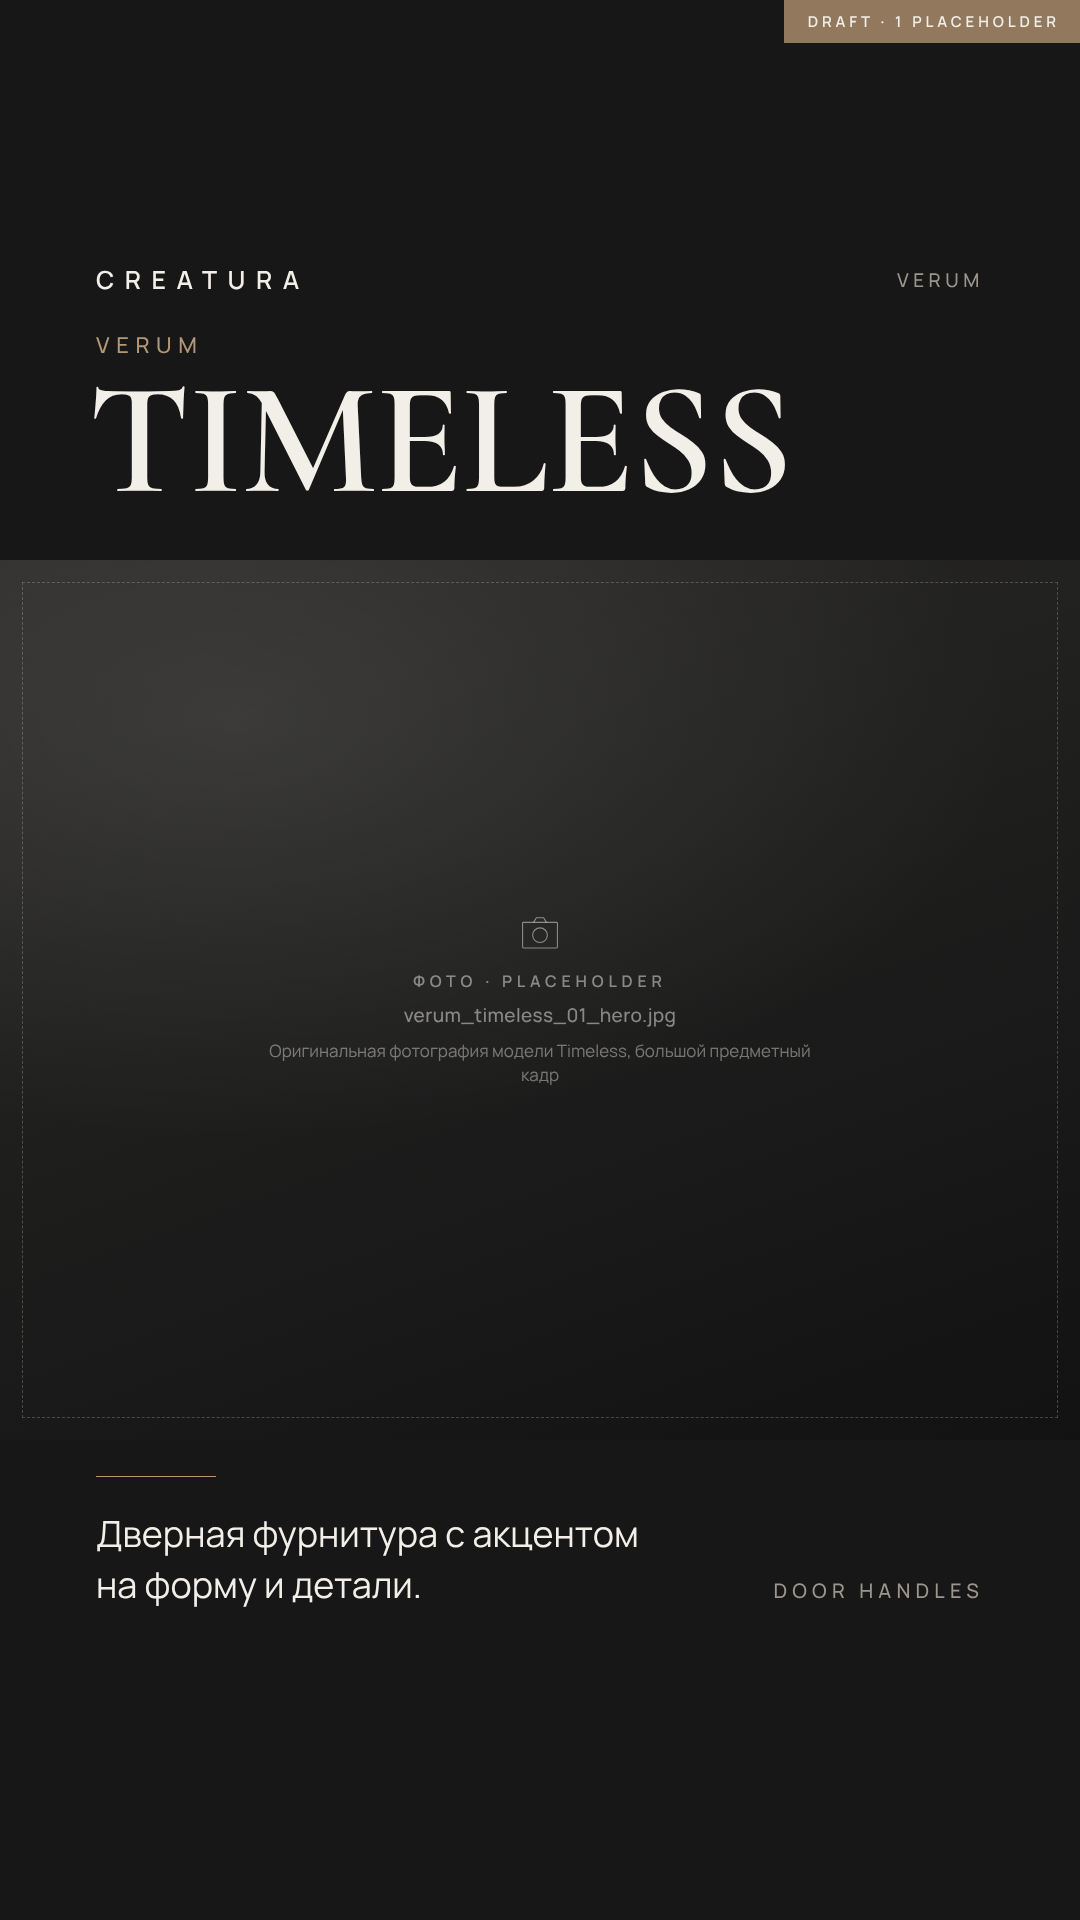 DRAFT · 1 PLACEHOLDER
CREATURA
VERUM
VERUM
TIMELESS
ФОТО · PLACEHOLDER
verum_timeless_01_hero.jpg
Оригинальная фотография модели Timeless, большой предметный
кадр
Дверная фурнитура с акцентом
на форму и детали.
DOOR HANDLES